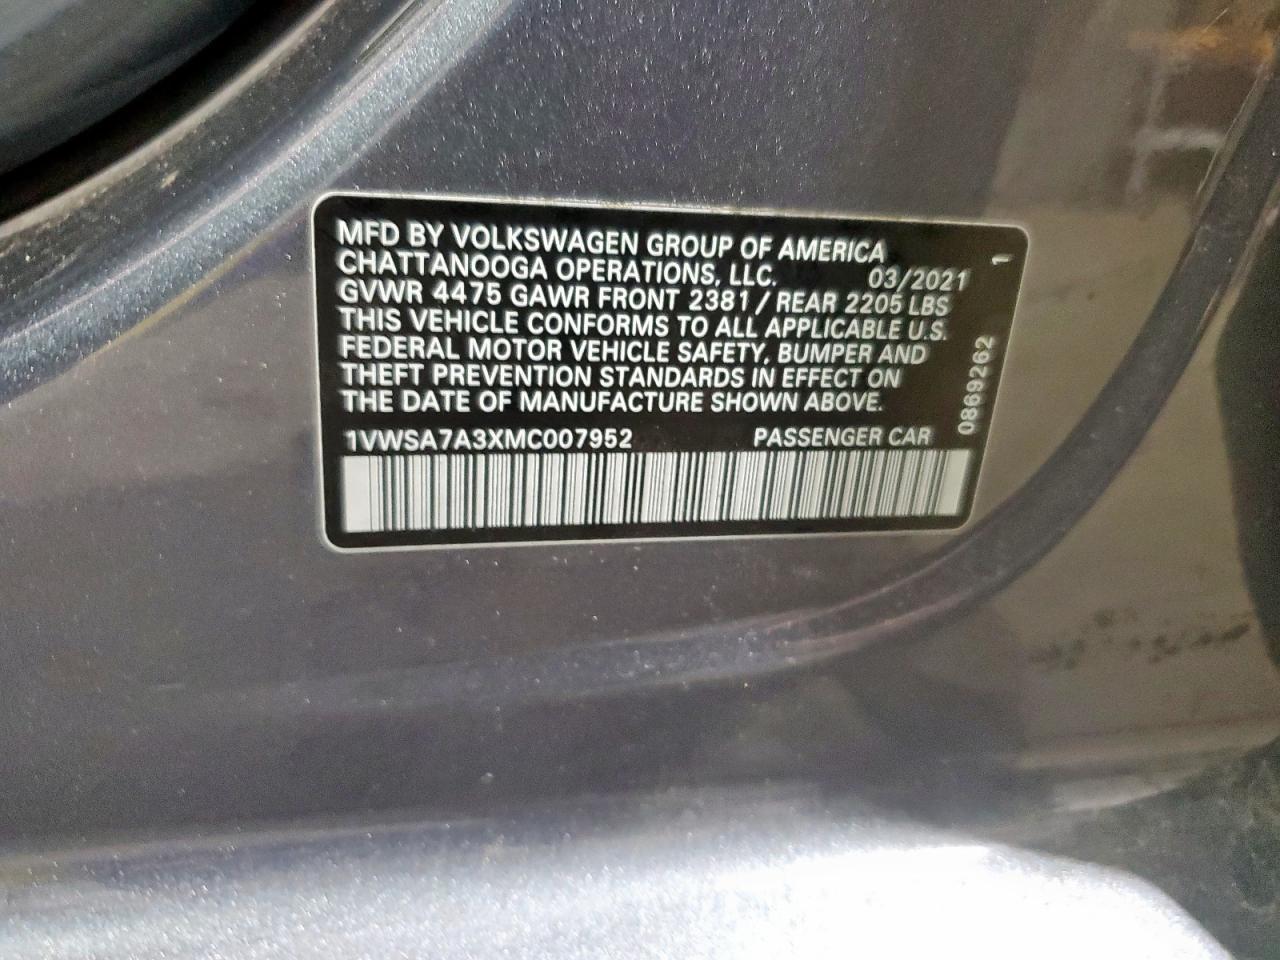 MFD BY VOLKSWAGEN GROUP OF AMERICA
CHATTANOOGA OPERATIONS, LLC. 03/2021
GVWR 4475 GAWR FRONT 2381 / REAR 2205 LBS
THIS VEHICLE CONFORMS TO ALL APPLICABLE U.S.
FEDERAL MOTOR VEHICLE SAFETY, BUMPER AND
THEFT PREVENTION STANDARDS IN EFFECT ON
THE DATE OF MANUFACTURE SHOWN ABOVE.
1VWSA7A3XMC007952 PASSENGER CAR
0869262
1